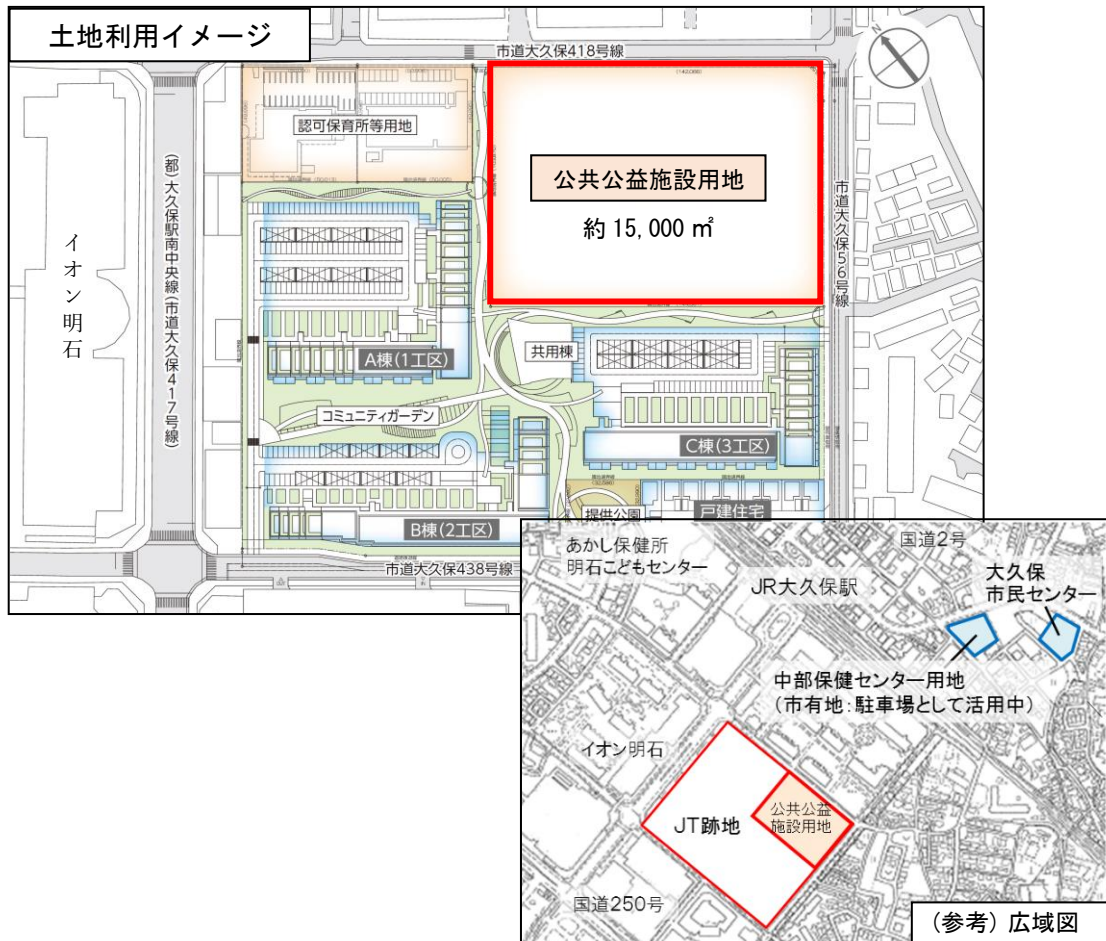 土地利用イメージ
市道大久保418号線
N
(142.098)
認可保育所等用地
公共公益施設用地
約15,000㎡
イオン明石
(都)大久保駅南中央線(市道大久保417号線)
市道大久保56号線
A棟(1工区)
共用棟
コミュニティガーデン
C棟(3工区)
B棟(2工区)
提供公園
戸建住宅
市道大久保438号線
あかし保健所
明石こどもセンター
国道2号
JR大久保駅
大久保
市民センター
中部保健センター用地
(市有地:駐車場として活用中)
イオン明石
公共公益
施設用地
JT跡地
国道250号
(参考)広域図